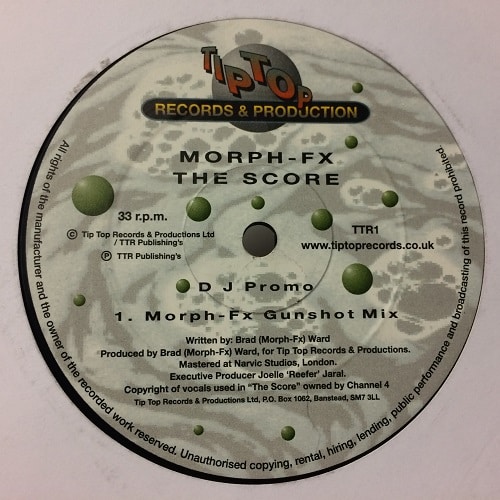 TIP TOP
RECORDS & PRODUCTION
MORPH-FX
THE SCORE
33 r.p.m.
TTR1
© Tip Top Records & Productions Ltd
/ TTR Publishing's
www.tiptoprecords.co.uk
Ⓟ TTR Publishing's
D J Promo
1. Morph-Fx Gunshot Mix
Written by: Brad (Morph-Fx) Ward
Produced by Brad (Morph-Fx) Ward, for Tip Top Records & Productions.
Mastered at Narvic Studios, London.
Executive Producer Joelle 'Reefer' Jaral.
Copyright of vocals used in "The Score" owned by Channel 4
Tip Top Records & Productions Ltd, P.O. Box 1062, Banstead, SM7 3LL
All rights of the manufacturer and the owner of the recorded work reserved. Unauthorised copying, rental, hiring, lending, public performance and broadcasting of this record prohibited.